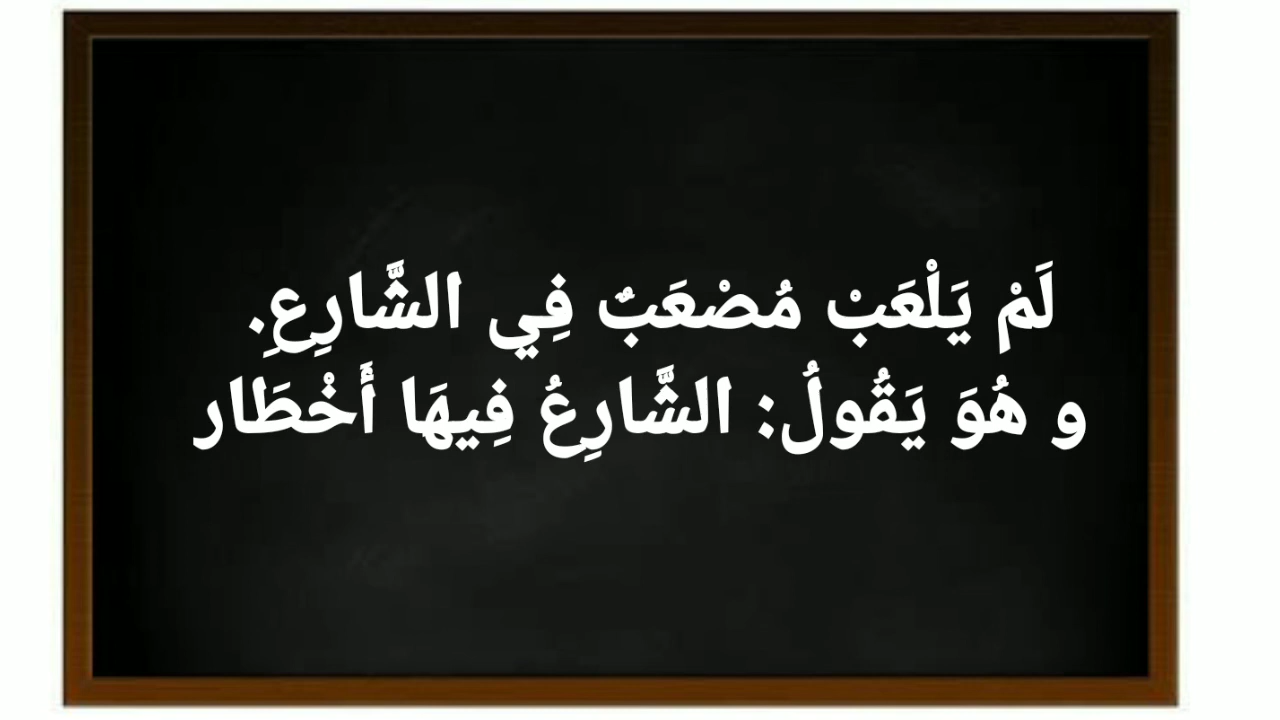 لَمْ يَلْعَبْ مُصْعَبٌ فِي الشَّارِعِ.
و هُوَ يَقُولُ: الشَّارِعُ فِيهَا أَخْطَار